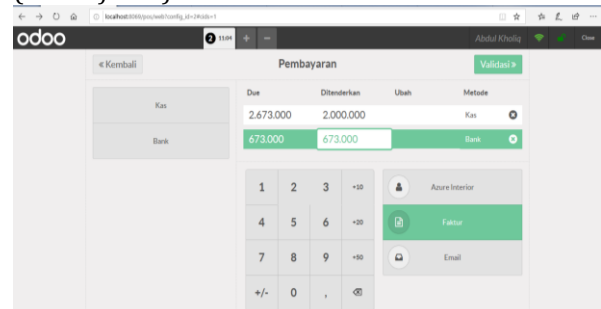 localhost:8069/pos/web?config_id=2#cids=1
odoo
2 11:04 + − Abdul Kholiq Close
« Kembali Pembayaran Validasi »
Kas
Bank
Due Ditenderkan Ubah Metode
2.673.000 2.000.000 Kas
673.000 673.000 Bank
1 2 3 +10
4 5 6 +20
7 8 9 +50
+/- 0 ,
Azure Interior
Faktur
Email